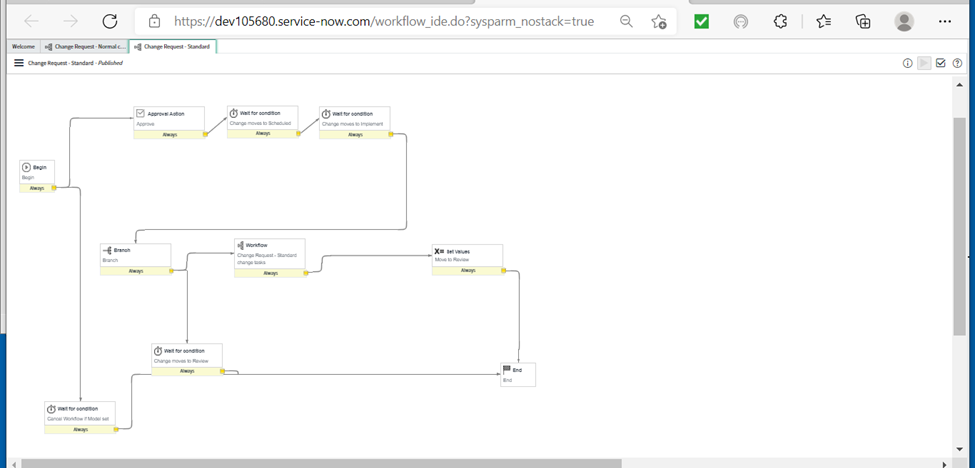 https://dev105680.service-now.com/workflow_ide.do?sysparm_nostack=true
Welcome
Change Request - Normal c...
Change Request - Standard
Change Request - Standard - Published
Approval Action
Approve
Always
Wait for condition
Change moves to Scheduled
Always
Wait for condition
Change moves to Implement
Always
Begin
Begin
Always
Branch
Branch
Always
Workflow
Change Request - Standard
change tasks
Always
Set Values
Move to Review
Always
Wait for condition
Change moves to Review
Always
End
End
Wait for condition
Cancel Workflow if Model set
Always